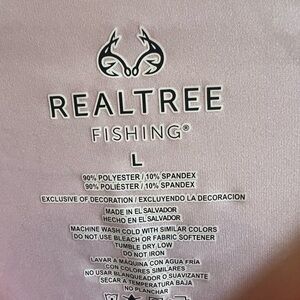 REALTREE
FISHING®
L
90% POLYESTER / 10% SPANDEX
90% POLIÉSTER / 10% SPANDEX
EXCLUSIVE OF DECORATION / EXCLUYENDO LA DECORACION
MADE IN EL SALVADOR
HECHO EN EL SALVADOR
MACHINE WASH COLD WITH SIMILAR COLORS
DO NOT USE BLEACH OR FABRIC SOFTENER
TUMBLE DRY LOW
DO NOT IRON
LAVAR A MÁQUINA CON AGUA FRÍA
CON COLORES SIMILARES
NO USAR BLANQUEADOR O SUAVIZANTE
SECAR A TEMPERATURA BAJA
NO PLANCHAR